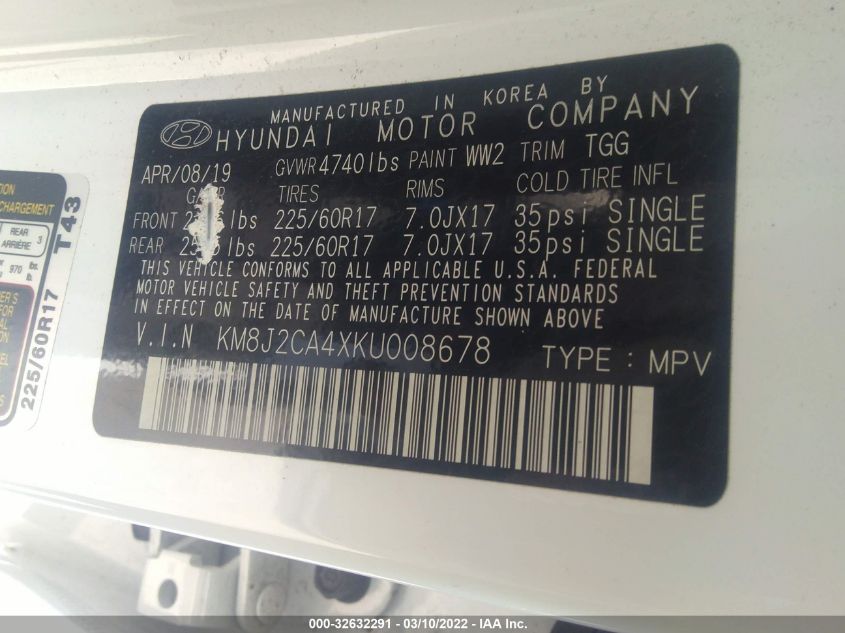 MANUFACTURED IN KOREA BY
HYUNDAI MOTOR COMPANY
APR/08/19 GVWR 4740lbs PAINT WW2 TRIM TGG
TIRES RIMS COLD TIRE INFL
FRONT lbs 225/60R17 7.0JX17 35psi SINGLE
REAR lbs 225/60R17 7.0JX17 35psi SINGLE
THIS VEHICLE CONFORMS TO ALL APPLICABLE U.S.A. FEDERAL
MOTOR VEHICLE SAFETY AND THEFT PREVENTION STANDARDS
IN EFFECT ON THE DATE OF MANUFACTURE SHOWN ABOVE
V.I.N KM8J2CA4XKU008678 TYPE : MPV
CHARGEMENT
REAR
ARRIÈRE 3
970 lbs.
lb.
225/60R17 T43
000-32632291 - 03/10/2022 - IAA Inc.